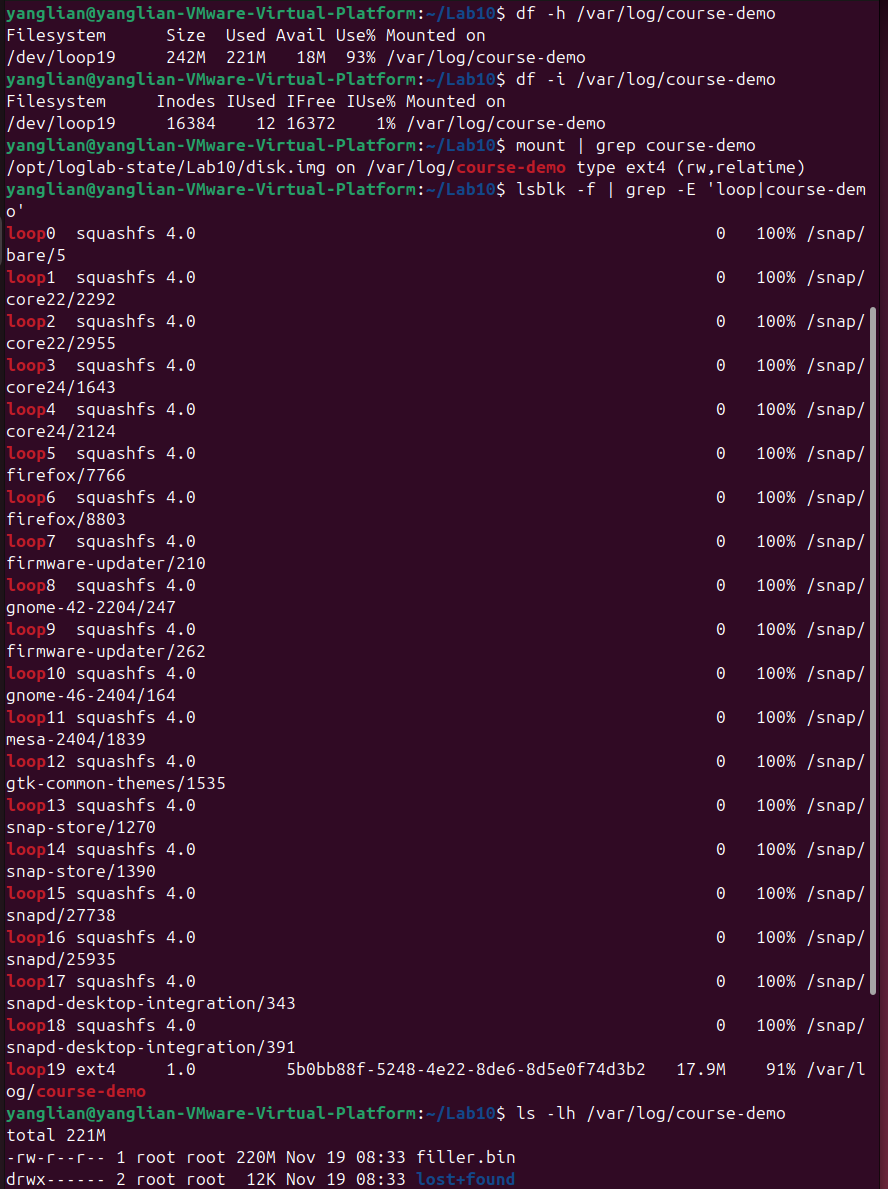 yanglian@yanglian-VMware-Virtual-Platform:~/Lab10$ df -h /var/log/course-demo
Filesystem      Size  Used Avail Use% Mounted on
/dev/loop19     242M  221M   18M  93% /var/log/course-demo
yanglian@yanglian-VMware-Virtual-Platform:~/Lab10$ df -i /var/log/course-demo
Filesystem     Inodes IUsed IFree IUse% Mounted on
/dev/loop19     16384    12 16372    1% /var/log/course-demo
yanglian@yanglian-VMware-Virtual-Platform:~/Lab10$ mount | grep course-demo
/opt/loglab-state/Lab10/disk.img on /var/log/course-demo type ext4 (rw,relatime)
yanglian@yanglian-VMware-Virtual-Platform:~/Lab10$ lsblk -f | grep -E 'loop|course-dem
o'
loop0  squashfs 4.0                                                    0   100% /snap/
bare/5
loop1  squashfs 4.0                                                    0   100% /snap/
core22/2292
loop2  squashfs 4.0                                                    0   100% /snap/
core22/2955
loop3  squashfs 4.0                                                    0   100% /snap/
core24/1643
loop4  squashfs 4.0                                                    0   100% /snap/
core24/2124
loop5  squashfs 4.0                                                    0   100% /snap/
firefox/7766
loop6  squashfs 4.0                                                    0   100% /snap/
firefox/8803
loop7  squashfs 4.0                                                    0   100% /snap/
firmware-updater/210
loop8  squashfs 4.0                                                    0   100% /snap/
gnome-42-2204/247
loop9  squashfs 4.0                                                    0   100% /snap/
firmware-updater/262
loop10 squashfs 4.0                                                    0   100% /snap/
gnome-46-2404/164
loop11 squashfs 4.0                                                    0   100% /snap/
mesa-2404/1839
loop12 squashfs 4.0                                                    0   100% /snap/
gtk-common-themes/1535
loop13 squashfs 4.0                                                    0   100% /snap/
snap-store/1270
loop14 squashfs 4.0                                                    0   100% /snap/
snap-store/1390
loop15 squashfs 4.0                                                    0   100% /snap/
snapd/27738
loop16 squashfs 4.0                                                    0   100% /snap/
snapd/25935
loop17 squashfs 4.0                                                    0   100% /snap/
snapd-desktop-integration/343
loop18 squashfs 4.0                                                    0   100% /snap/
snapd-desktop-integration/391
loop19 ext4     1.0         5b0bb88f-5248-4e22-8de6-8d5e0f74d3b2   17.9M    91% /var/l
og/course-demo
yanglian@yanglian-VMware-Virtual-Platform:~/Lab10$ ls -lh /var/log/course-demo
total 221M
-rw-r--r-- 1 root root 220M Nov 19 08:33 filler.bin
drwx------ 2 root root  12K Nov 19 08:33 lost+found